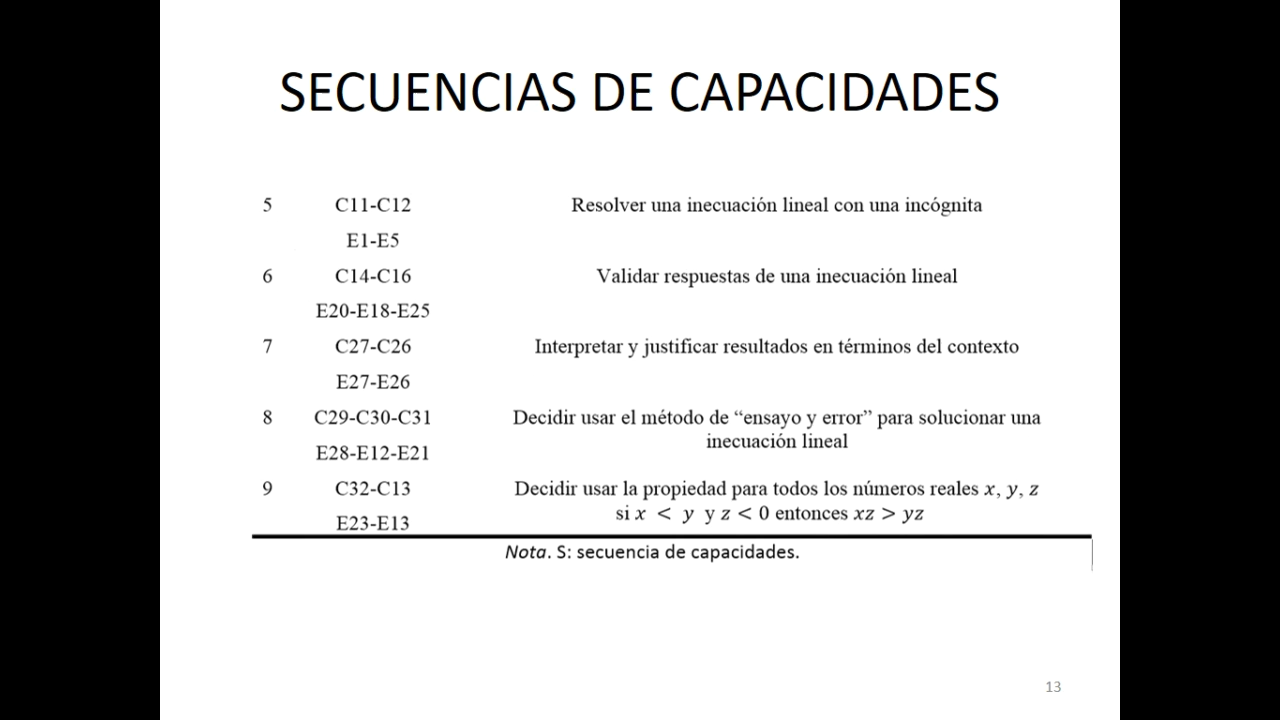 SECUENCIAS DE CAPACIDADES
5 C11-C12 Resolver una inecuación lineal con una incógnita
E1-E5
6 C14-C16 Validar respuestas de una inecuación lineal
E20-E18-E25
7 C27-C26 Interpretar y justificar resultados en términos del contexto
E27-E26
8 C29-C30-C31 Decidir usar el método de “ensayo y error” para solucionar una
inecuación lineal
E28-E12-E21
9 C32-C13 Decidir usar la propiedad para todos los números reales x, y, z
si x < y y z < 0 entonces xz > yz
E23-E13
Nota. S: secuencia de capacidades.
13